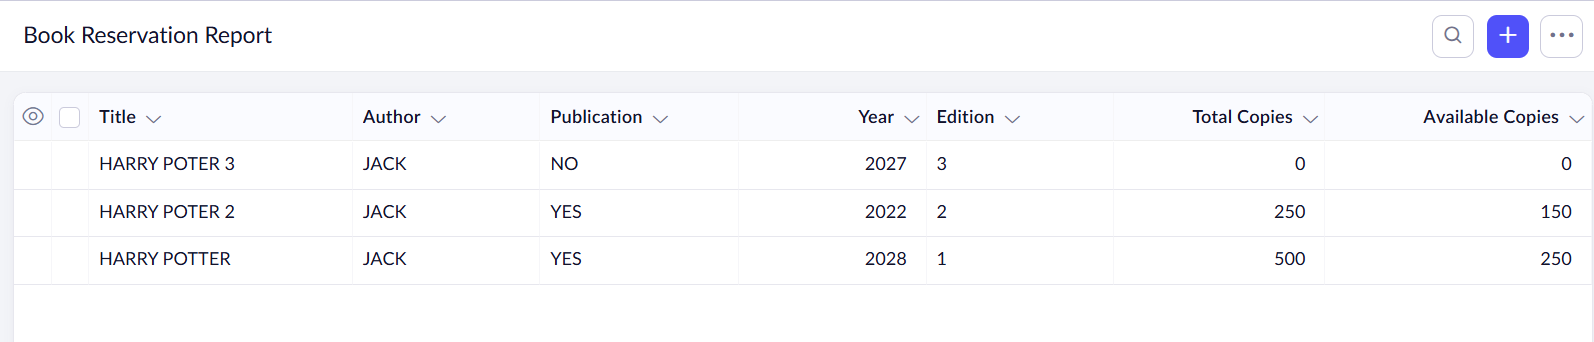 Book Reservation Report
Title Author Publication Year Edition Total Copies Available Copies
HARRY POTER 3 JACK NO 2027 3 0 0
HARRY POTER 2 JACK YES 2022 2 250 150
HARRY POTTER JACK YES 2028 1 500 250